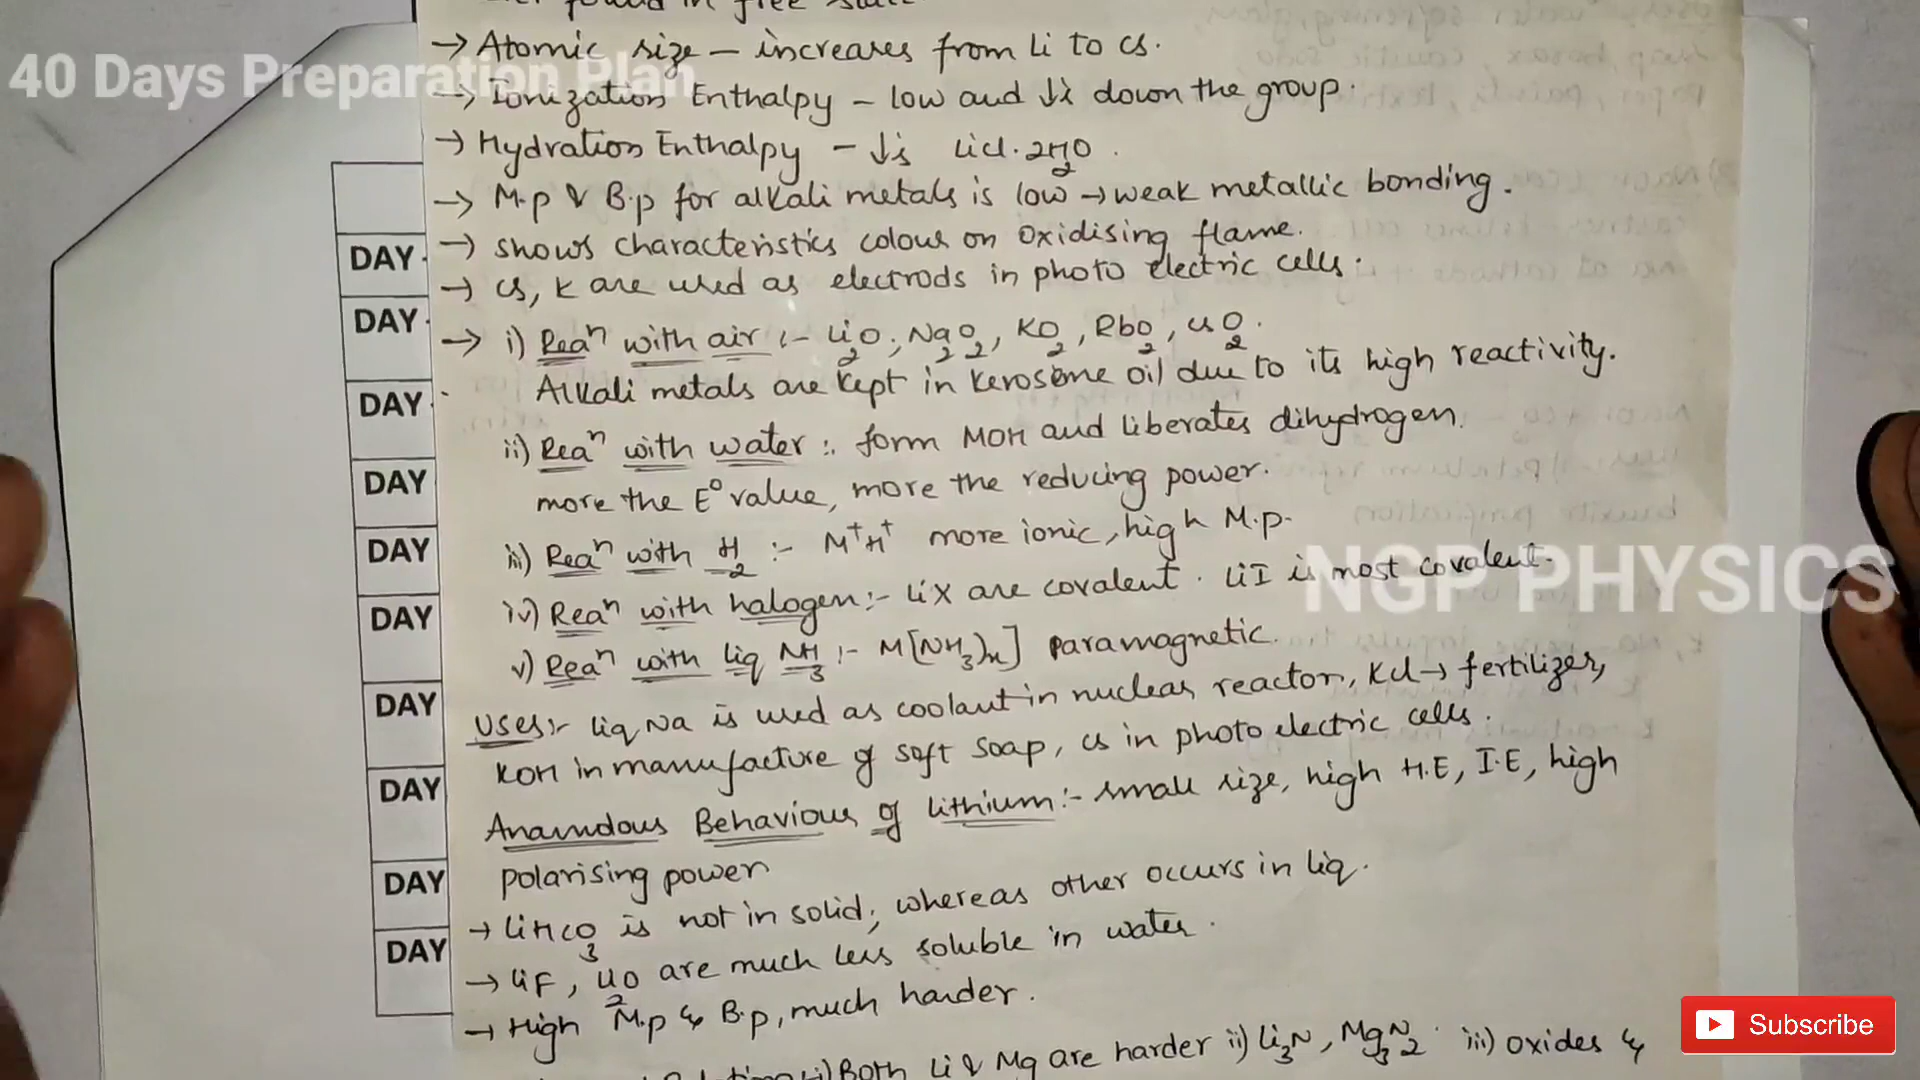 → Atomic size – increases from Li to Cs.
40 Days Preparation Plan
→ Ionization Enthalpy – low and ↓s down the group.
→ Hydration Enthalpy – ↓s LiCl.2H2O.
→ M.p & B.p for alkali metals is low → weak metallic bonding.
→ shows characteristics colour on Oxidising flame.
→ Cs, K are used as electrods in photo electric cells.
→ i) Reaⁿ with air :- Li2O, Na2O2, KO2, RbO2, CsO2.
Alkali metals are kept in Kerosene oil due to its high reactivity.
ii) Reaⁿ with water :. form MOH and liberates dihydrogen.
more the E° value, more the reducing power.
iii) Reaⁿ with H2 :- M⁺H⁺ more ionic, high M.p.
iv) Reaⁿ with halogen :- LiX are covalent. LiI is most covalent.
NGP PHYSICS
v) Reaⁿ with liq NH3 :- M[NH3)x] paramagnetic.
Uses:- liq Na is used as coolant in nuclear reactor, KCl → fertilizer,
KOH in manufacture of soft soap, Cs in photo electric cells.
Behaviour of lithium :- small size, high H.E, I.E, high
polarising power
→ LiHCO3 is not in solid, whereas other occurs in liq.
→ LiF, Li2O are much less soluble in water.
→ High M.p & B.p, much harder.
i) Both Li & Mg are harder ii) Li3N, Mg3N2 iii) oxides &
DAY
DAY
DAY
DAY
DAY
DAY
DAY
DAY
DAY
DAY
Subscribe